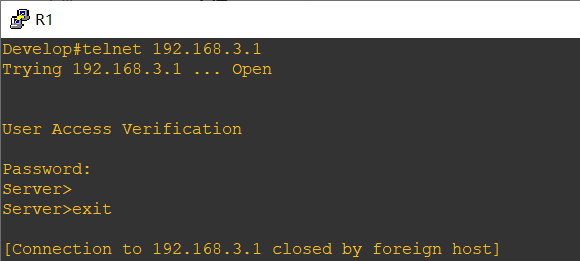 R1
Develop#telnet 192.168.3.1
Trying 192.168.3.1 ... Open
User Access Verification
Password:
Server>
Server>exit
[Connection to 192.168.3.1 closed by foreign host]